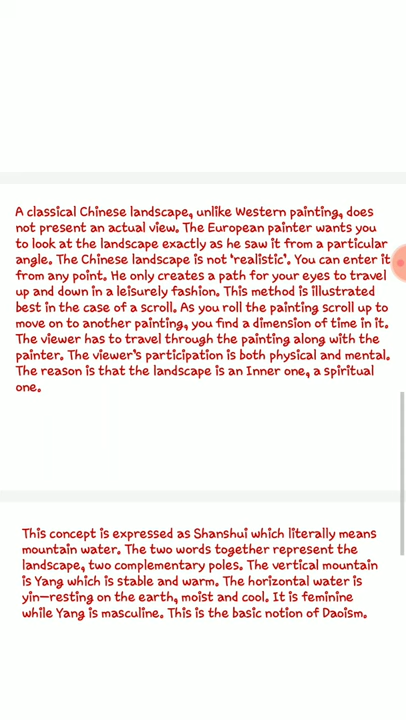 A classical Chinese landscape, unlike Western painting, does
not present an actual view. The European painter wants you
to look at the landscape exactly as he saw it from a particular
angle. The Chinese landscape is not 'realistic'. You can enter it
from any point. He only creates a path for your eyes to travel
up and down in a leisurely fashion. This method is illustrated
best in the case of a scroll. As you roll the painting scroll up to
move on to another painting, you find a dimension of time in it.
The viewer has to travel through the painting along with the
painter. The viewer's participation is both physical and mental.
The reason is that the landscape is an Inner one, a spiritual
one.
This concept is expressed as Shanshui which literally means
mountain water. The two words together represent the
landscape, two complementary poles. The vertical mountain
is Yang which is stable and warm. The horizontal water is
yin—resting on the earth, moist and cool. It is feminine
while Yang is masculine. This is the basic notion of Daoism.